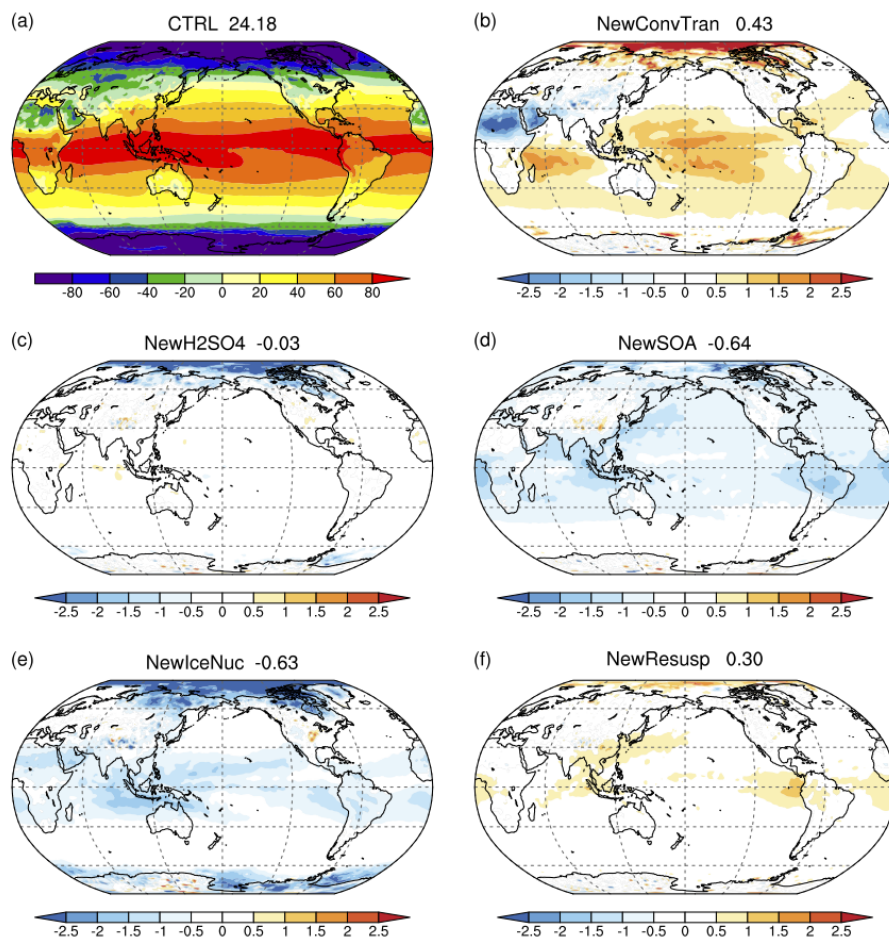 (a) CTRL 24.18
(b) NewConvTran 0.43
-80 -60 -40 -20 0 20 40 60 80
-2.5 -2 -1.5 -1 -0.5 0 0.5 1 1.5 2 2.5
(c) NewH2SO4 -0.03
(d) NewSOA -0.64
-2.5 -2 -1.5 -1 -0.5 0 0.5 1 1.5 2 2.5
-2.5 -2 -1.5 -1 -0.5 0 0.5 1 1.5 2 2.5
(e) NewIceNuc -0.63
(f) NewResusp 0.30
-2.5 -2 -1.5 -1 -0.5 0 0.5 1 1.5 2 2.5
-2.5 -2 -1.5 -1 -0.5 0 0.5 1 1.5 2 2.5